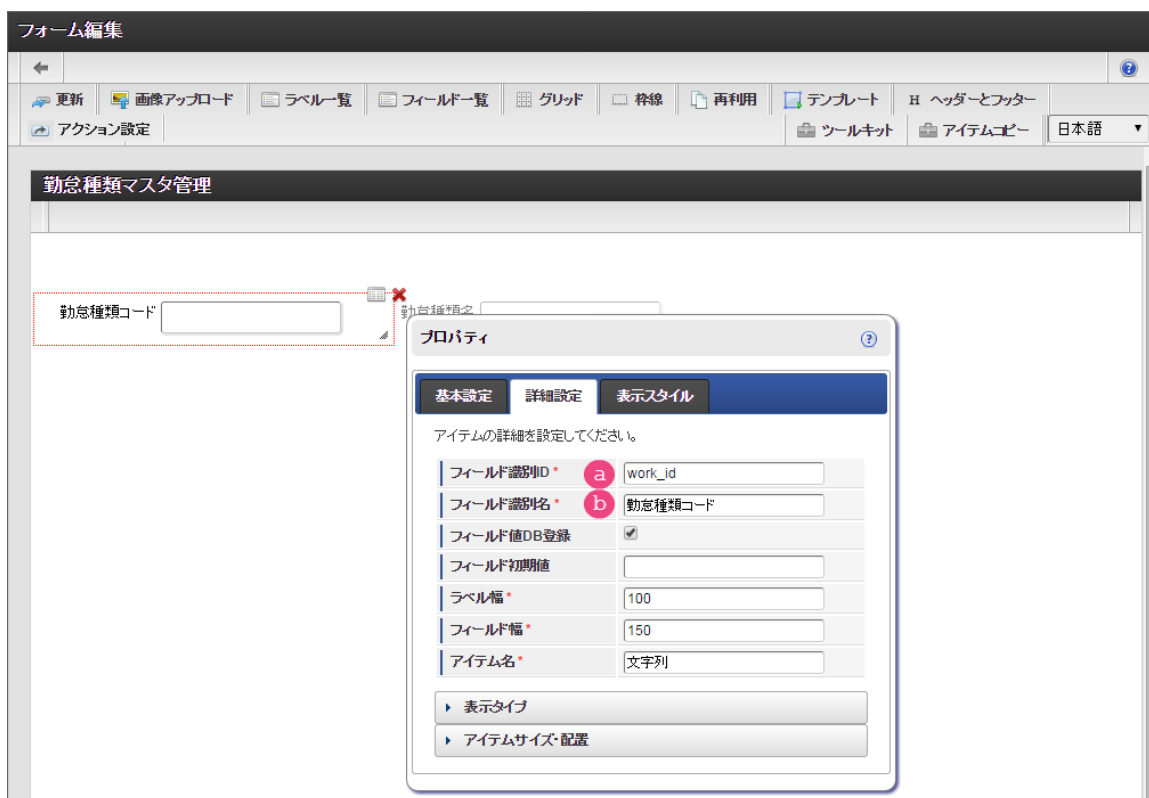 フォーム編集
更新 画像アップロード ラベル一覧 フィールド一覧 グリッド 枠線 再利用 テンプレート H ヘッダーとフッター
アクション設定 ツールキット アイテムコピー 日本語
勤怠種類マスタ管理
勤怠種類コード 勤怠種類名
プロパティ
基本設定 詳細設定 表示スタイル
アイテムの詳細を設定してください。
フィールド識別ID * a work_id
フィールド識別名 * b 勤怠種類コード
フィールド値DB登録
フィールド初期値
ラベル幅 * 100
フィールド幅 * 150
アイテム名 * 文字列
表示タイプ
アイテムサイズ・配置